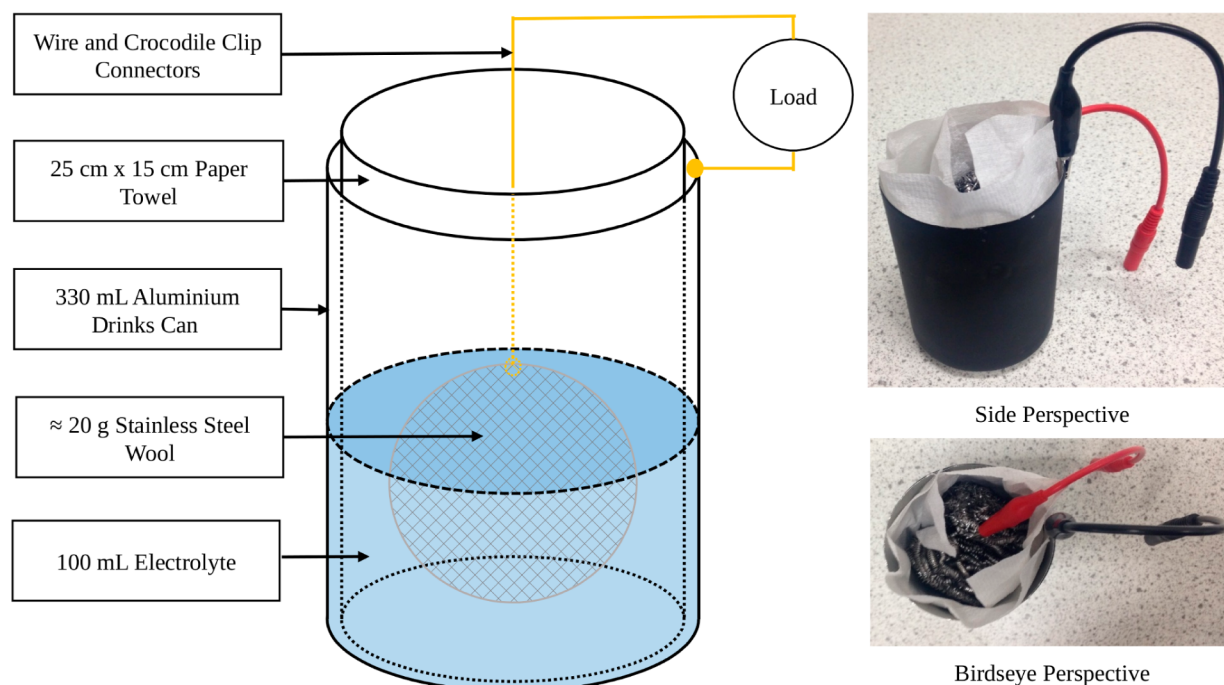 Wire and Crocodile Clip
Connectors
Load
25 cm x 15 cm Paper
Towel
330 mL Aluminium
Drinks Can
≈ 20 g Stainless Steel
Wool
100 mL Electrolyte
Side Perspective
Birdseye Perspective